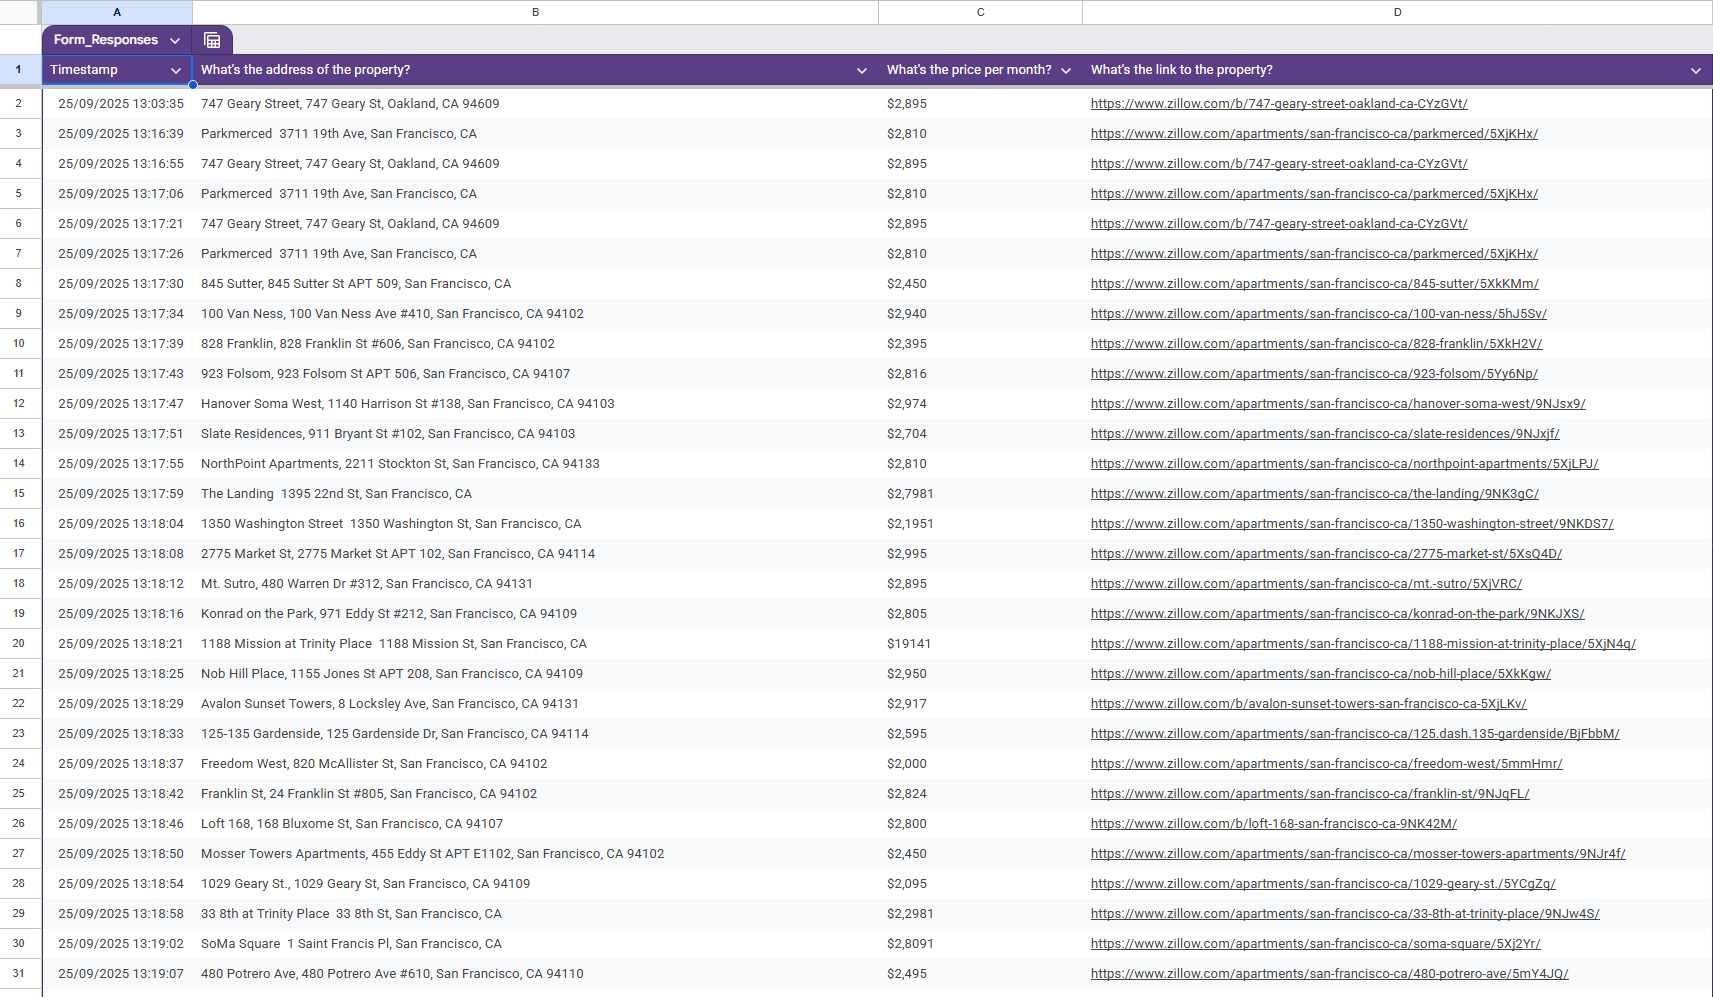 A B C D
Form_Responses
1 Timestamp What's the address of the property? What's the price per month? What's the link to the property?
2 25/09/2025 13:03:35 747 Geary Street, 747 Geary St, Oakland, CA 94609 $2,895 https://www.zillow.com/b/747-geary-street-oakland-ca-CYzGVt/
3 25/09/2025 13:16:39 Parkmerced  3711 19th Ave, San Francisco, CA $2,810 https://www.zillow.com/apartments/san-francisco-ca/parkmerced/5XjKHx/
4 25/09/2025 13:16:55 747 Geary Street, 747 Geary St, Oakland, CA 94609 $2,895 https://www.zillow.com/b/747-geary-street-oakland-ca-CYzGVt/
5 25/09/2025 13:17:06 Parkmerced  3711 19th Ave, San Francisco, CA $2,810 https://www.zillow.com/apartments/san-francisco-ca/parkmerced/5XjKHx/
6 25/09/2025 13:17:21 747 Geary Street, 747 Geary St, Oakland, CA 94609 $2,895 https://www.zillow.com/b/747-geary-street-oakland-ca-CYzGVt/
7 25/09/2025 13:17:26 Parkmerced  3711 19th Ave, San Francisco, CA $2,810 https://www.zillow.com/apartments/san-francisco-ca/parkmerced/5XjKHx/
8 25/09/2025 13:17:30 845 Sutter, 845 Sutter St APT 509, San Francisco, CA $2,450 https://www.zillow.com/apartments/san-francisco-ca/845-sutter/5XkKMm/
9 25/09/2025 13:17:34 100 Van Ness, 100 Van Ness Ave #410, San Francisco, CA 94102 $2,940 https://www.zillow.com/apartments/san-francisco-ca/100-van-ness/5hJ5Sv/
10 25/09/2025 13:17:39 828 Franklin, 828 Franklin St #606, San Francisco, CA 94102 $2,395 https://www.zillow.com/apartments/san-francisco-ca/828-franklin/5XkH2V/
11 25/09/2025 13:17:43 923 Folsom, 923 Folsom St APT 506, San Francisco, CA 94107 $2,816 https://www.zillow.com/apartments/san-francisco-ca/923-folsom/5Yy6Np/
12 25/09/2025 13:17:47 Hanover Soma West, 1140 Harrison St #138, San Francisco, CA 94103 $2,974 https://www.zillow.com/apartments/san-francisco-ca/hanover-soma-west/9NJsx9/
13 25/09/2025 13:17:51 Slate Residences, 911 Bryant St #102, San Francisco, CA 94103 $2,704 https://www.zillow.com/apartments/san-francisco-ca/slate-residences/9NJxjf/
14 25/09/2025 13:17:55 NorthPoint Apartments, 2211 Stockton St, San Francisco, CA 94133 $2,810 https://www.zillow.com/apartments/san-francisco-ca/northpoint-apartments/5XjLPJ/
15 25/09/2025 13:17:59 The Landing  1395 22nd St, San Francisco, CA $2,7981 https://www.zillow.com/apartments/san-francisco-ca/the-landing/9NK3gC/
16 25/09/2025 13:18:04 1350 Washington Street  1350 Washington St, San Francisco, CA $2,1951 https://www.zillow.com/apartments/san-francisco-ca/1350-washington-street/9NKDS7/
17 25/09/2025 13:18:08 2775 Market St, 2775 Market St APT 102, San Francisco, CA 94114 $2,995 https://www.zillow.com/apartments/san-francisco-ca/2775-market-st/5XsQ4D/
18 25/09/2025 13:18:12 Mt. Sutro, 480 Warren Dr #312, San Francisco, CA 94131 $2,895 https://www.zillow.com/apartments/san-francisco-ca/mt.-sutro/5XjVRC/
19 25/09/2025 13:18:16 Konrad on the Park, 971 Eddy St #212, San Francisco, CA 94109 $2,805 https://www.zillow.com/apartments/san-francisco-ca/konrad-on-the-park/9NKJXS/
20 25/09/2025 13:18:21 1188 Mission at Trinity Place  1188 Mission St, San Francisco, CA $19141 https://www.zillow.com/apartments/san-francisco-ca/1188-mission-at-trinity-place/5XjN4q/
21 25/09/2025 13:18:25 Nob Hill Place, 1155 Jones St APT 208, San Francisco, CA 94109 $2,950 https://www.zillow.com/apartments/san-francisco-ca/nob-hill-place/5XkKgw/
22 25/09/2025 13:18:29 Avalon Sunset Towers, 8 Locksley Ave, San Francisco, CA 94131 $2,917 https://www.zillow.com/b/avalon-sunset-towers-san-francisco-ca-5XjLKv/
23 25/09/2025 13:18:33 125-135 Gardenside, 125 Gardenside Dr, San Francisco, CA 94114 $2,595 https://www.zillow.com/apartments/san-francisco-ca/125.dash.135-gardenside/BjFbbM/
24 25/09/2025 13:18:37 Freedom West, 820 McAllister St, San Francisco, CA 94102 $2,000 https://www.zillow.com/apartments/san-francisco-ca/freedom-west/5mmHmr/
25 25/09/2025 13:18:42 Franklin St, 24 Franklin St #805, San Francisco, CA 94102 $2,824 https://www.zillow.com/apartments/san-francisco-ca/franklin-st/9NJqFL/
26 25/09/2025 13:18:46 Loft 168, 168 Bluxome St, San Francisco, CA 94107 $2,800 https://www.zillow.com/b/loft-168-san-francisco-ca-9NK42M/
27 25/09/2025 13:18:50 Mosser Towers Apartments, 455 Eddy St APT E1102, San Francisco, CA 94102 $2,450 https://www.zillow.com/apartments/san-francisco-ca/mosser-towers-apartments/9NJr4f/
28 25/09/2025 13:18:54 1029 Geary St., 1029 Geary St, San Francisco, CA 94109 $2,095 https://www.zillow.com/apartments/san-francisco-ca/1029-geary-st./5YCgZq/
29 25/09/2025 13:18:58 33 8th at Trinity Place  33 8th St, San Francisco, CA $2,2981 https://www.zillow.com/apartments/san-francisco-ca/33-8th-at-trinity-place/9NJw4S/
30 25/09/2025 13:19:02 SoMa Square  1 Saint Francis Pl, San Francisco, CA $2,8091 https://www.zillow.com/apartments/san-francisco-ca/soma-square/5Xj2Yr/
31 25/09/2025 13:19:07 480 Potrero Ave, 480 Potrero Ave #610, San Francisco, CA 94110 $2,495 https://www.zillow.com/apartments/san-francisco-ca/480-potrero-ave/5mY4JQ/